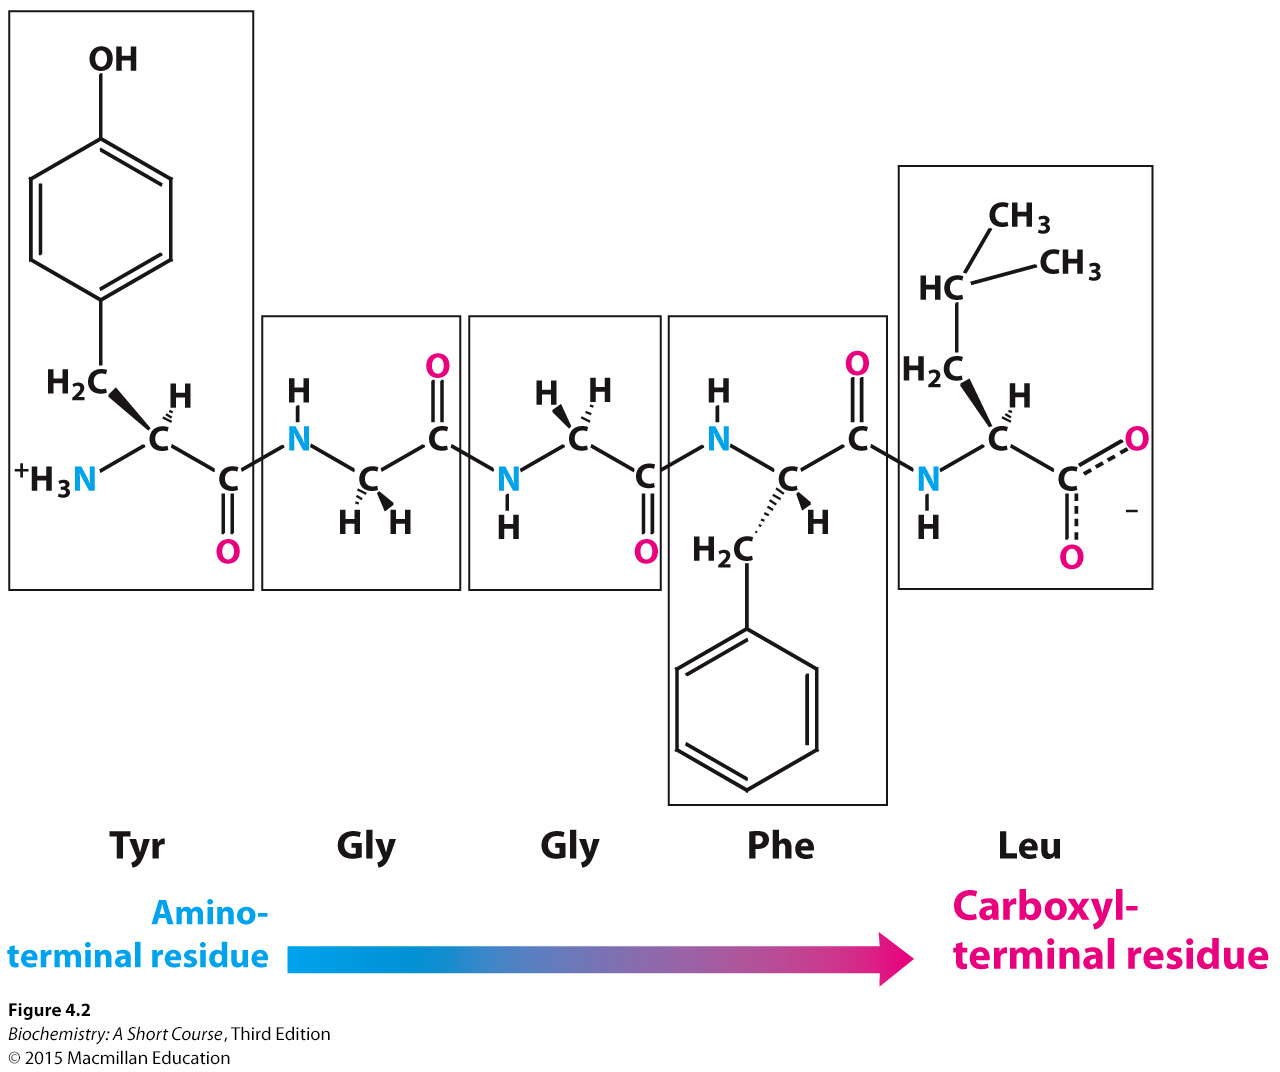 OH
CH3
CH3
HC
H2C
H2C
H
H
O
H
H
O
H
H
+H3N
C
C
O
N
H
H
C
C
N
H
C
C
O
N
C
H
H2C
C
N
H
C
C
O
O
–
Tyr
Gly
Gly
Phe
Leu
Amino-
terminal residue
Carboxyl-
terminal residue
Figure 4.2
Biochemistry: A Short Course, Third Edition
© 2015 Macmillan Education